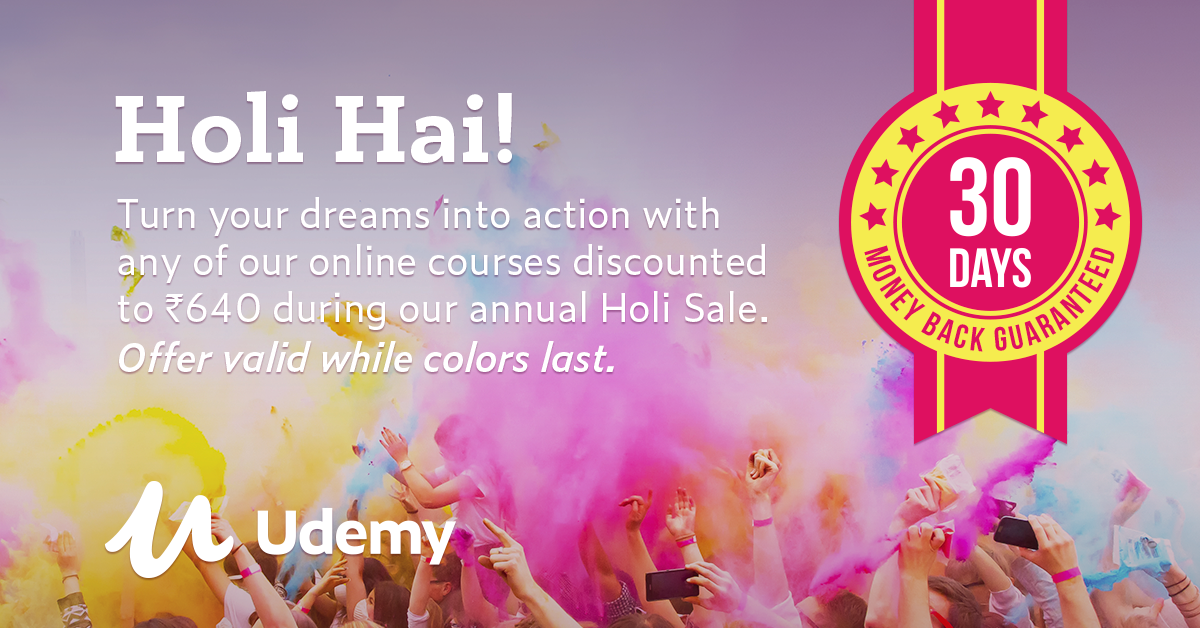 Holi Hai!
Turn your dreams into action with
any of our online courses discounted
to ₹640 during our annual Holi Sale.
Offer valid while colors last.
30
DAYS
MONEY BACK GUARANTEED
Udemy